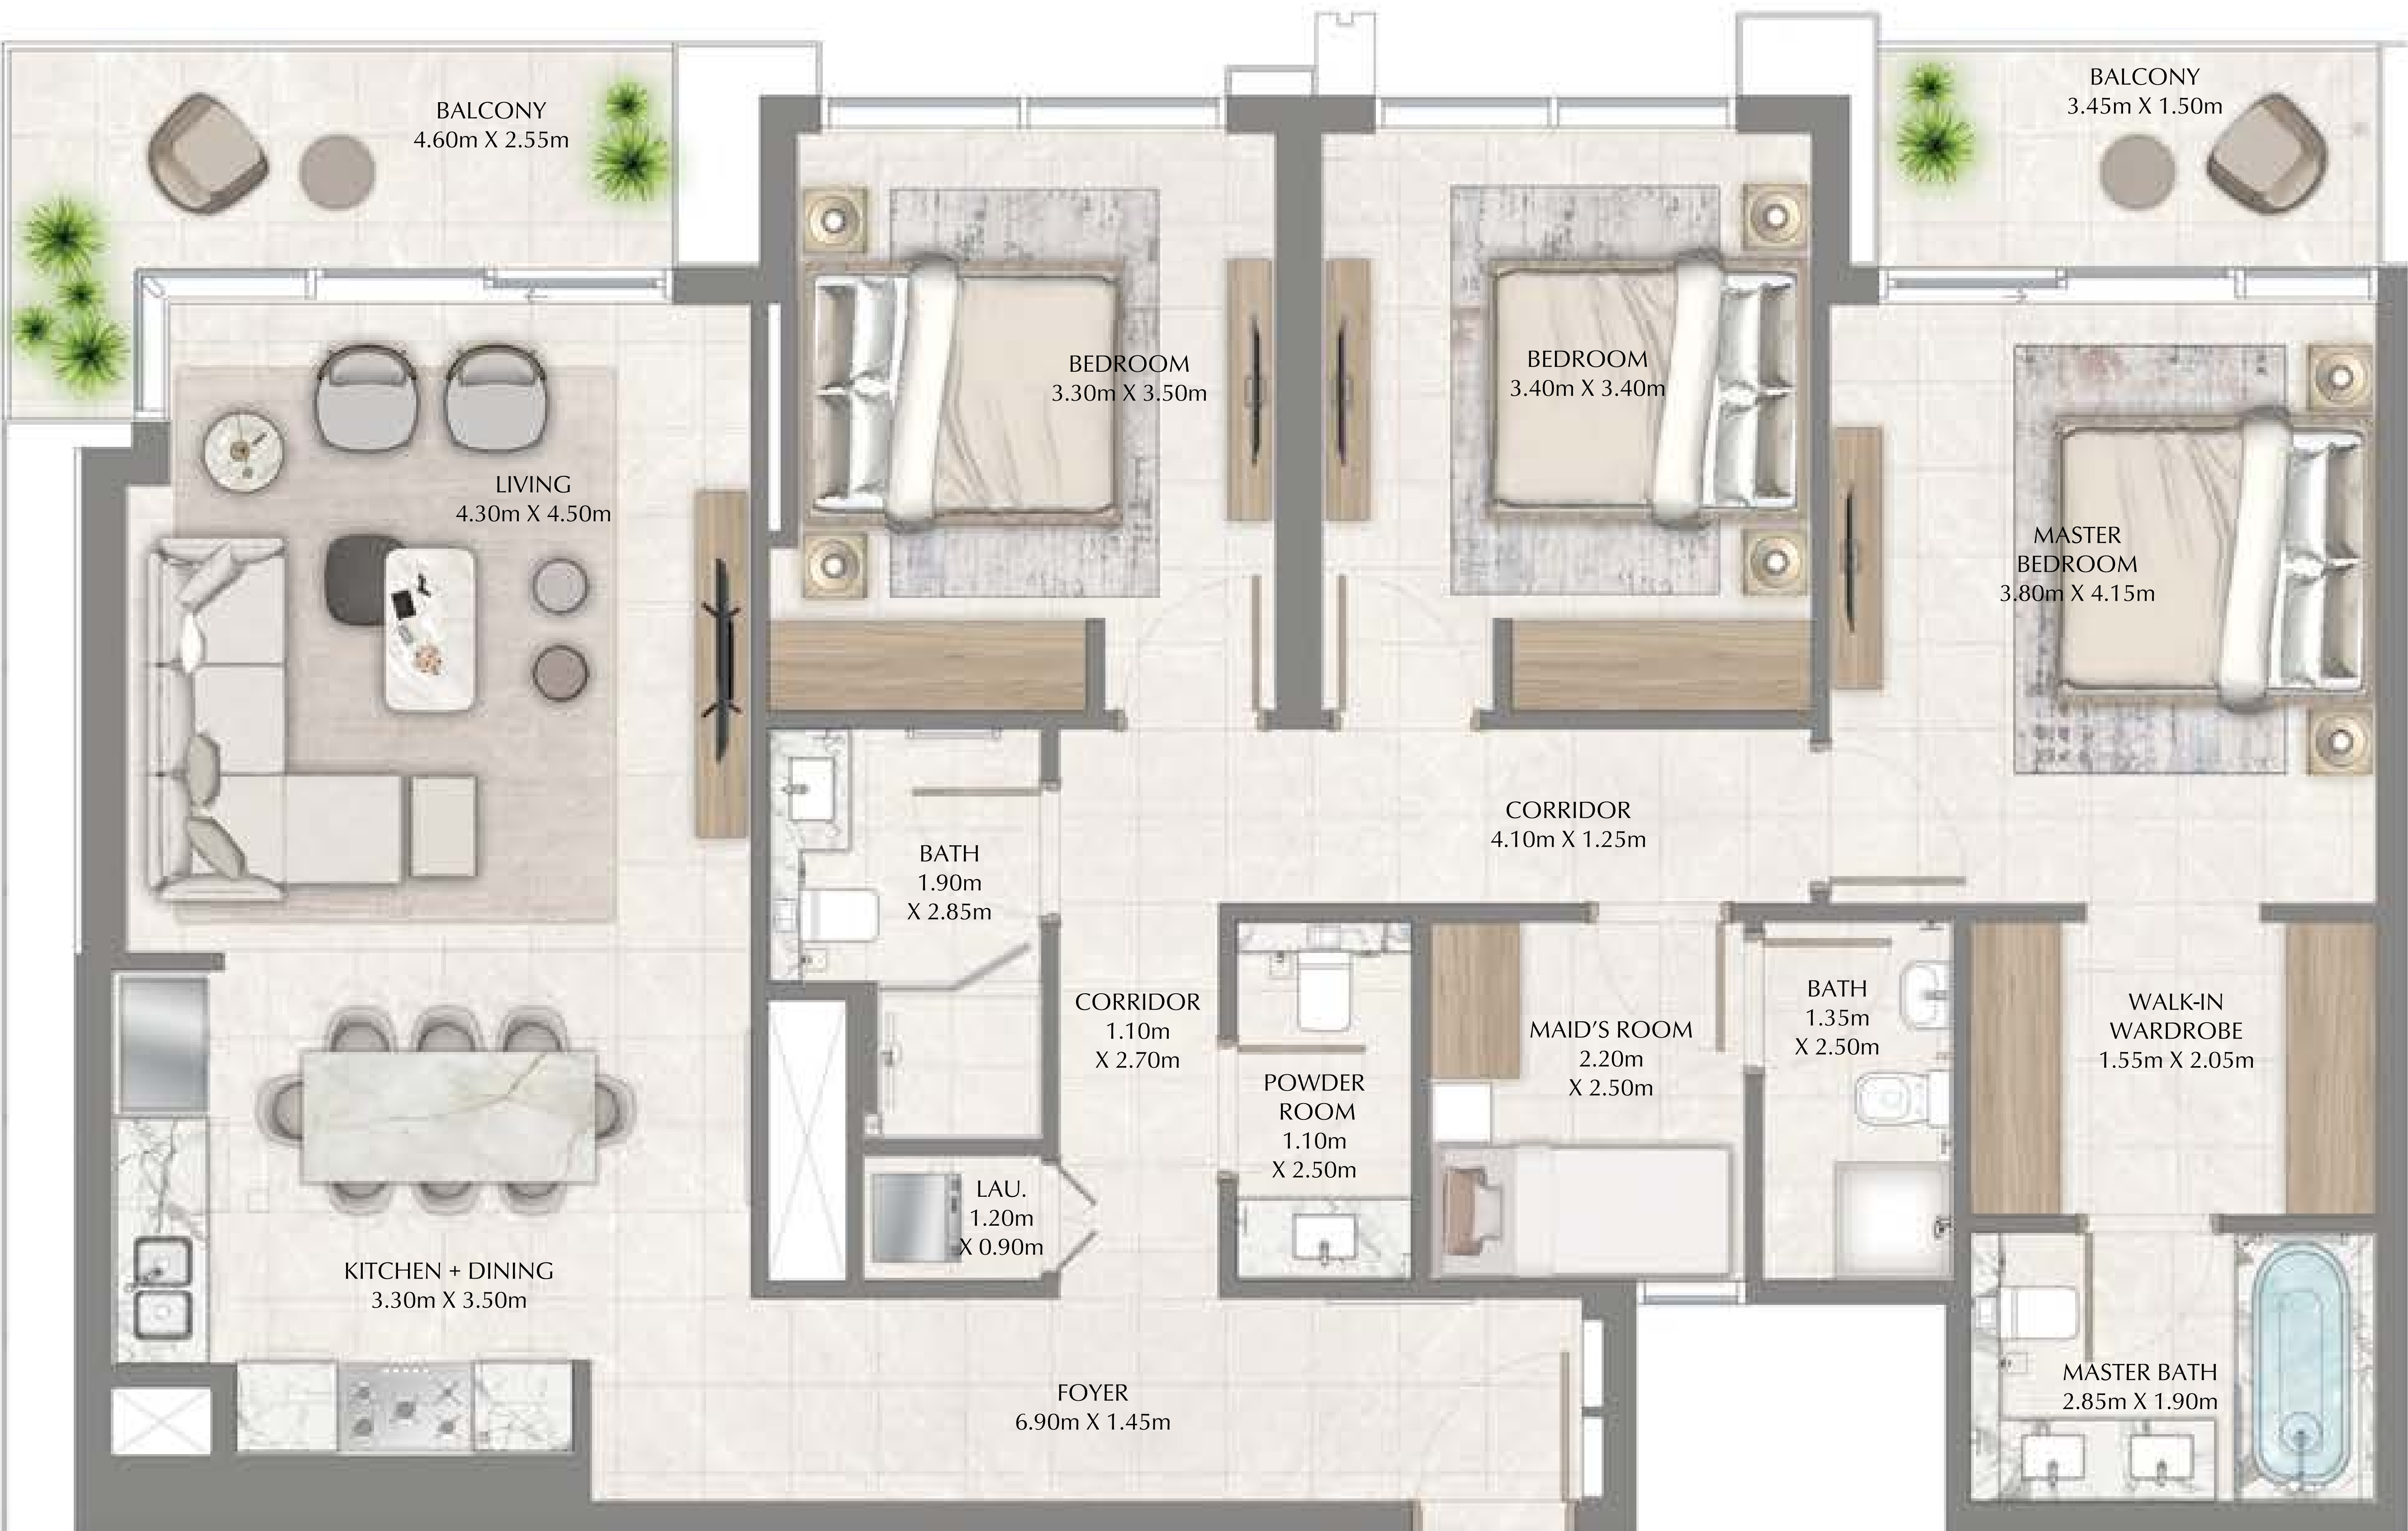 BALCONY
4.60m X 2.55m
BALCONY
3.45m X 1.50m
BEDROOM
3.30m X 3.50m
BEDROOM
3.40m X 3.40m
LIVING
4.30m X 4.50m
MASTER
BEDROOM
3.80m X 4.15m
CORRIDOR
4.10m X 1.25m
BATH
1.90m
X 2.85m
CORRIDOR
1.10m
X 2.70m
POWDER
ROOM
1.10m
X 2.50m
MAID'S ROOM
2.20m
X 2.50m
BATH
1.35m
X 2.50m
WALK-IN
WARDROBE
1.55m X 2.05m
LAU.
1.20m
X 0.90m
KITCHEN + DINING
3.30m X 3.50m
FOYER
6.90m X 1.45m
MASTER BATH
2.85m X 1.90m